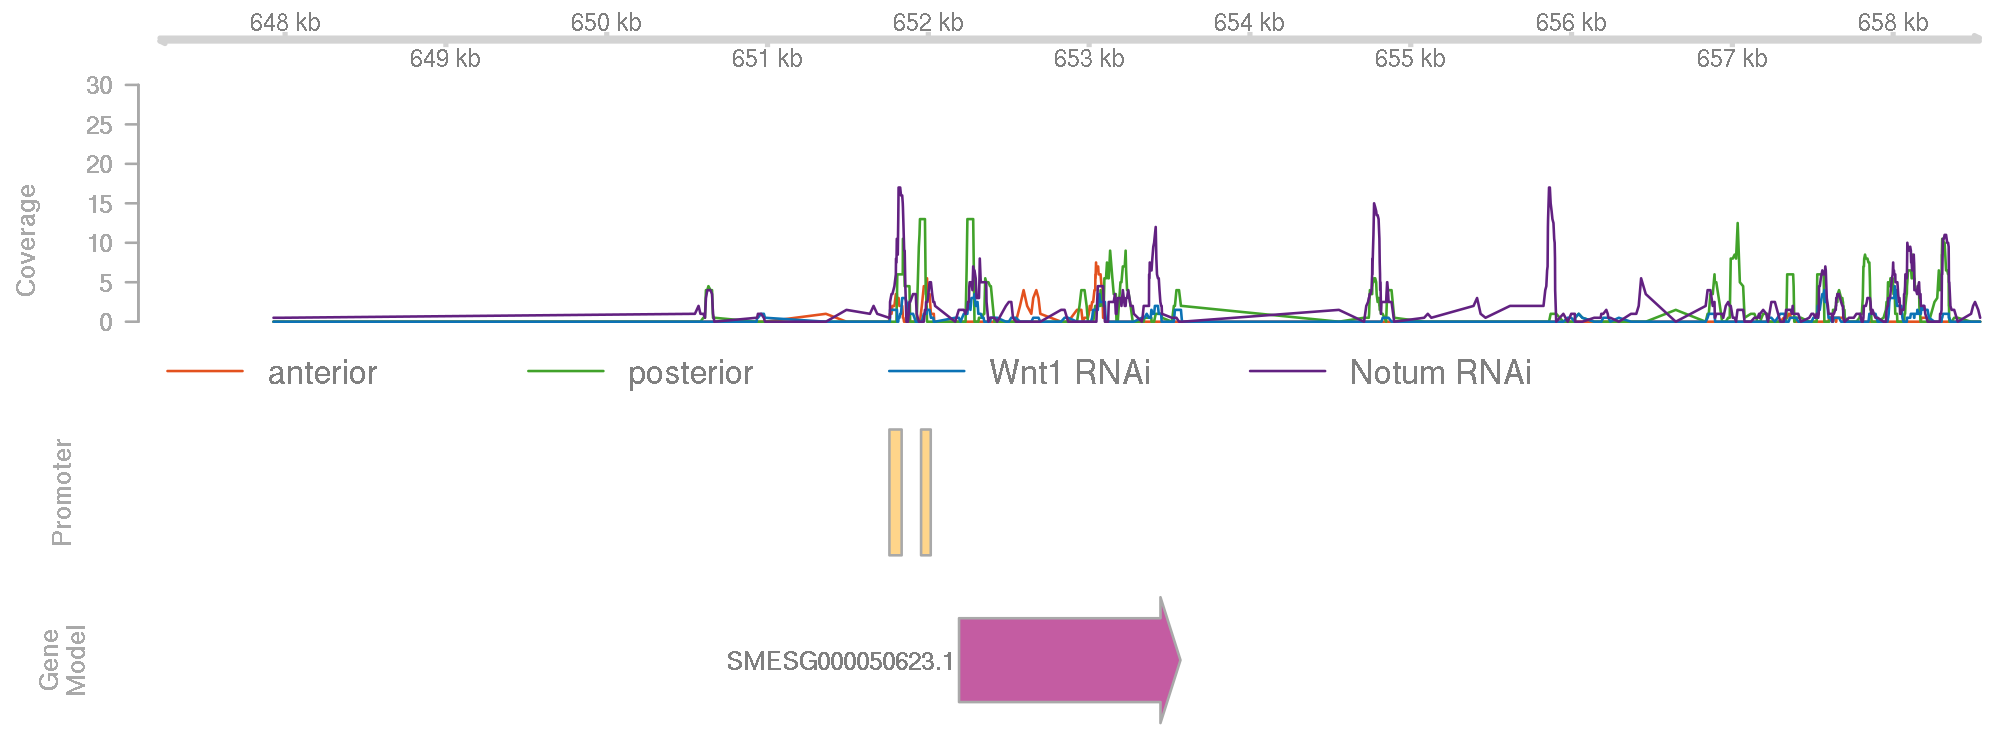 648 kb 650 kb 652 kb 654 kb 656 kb 658 kb
649 kb 651 kb 653 kb 655 kb 657 kb
30
25
20
15
10
5
0
Coverage
anterior posterior Wnt1 RNAi Notum RNAi
Promoter
Gene
Model
SMESG000050623.1